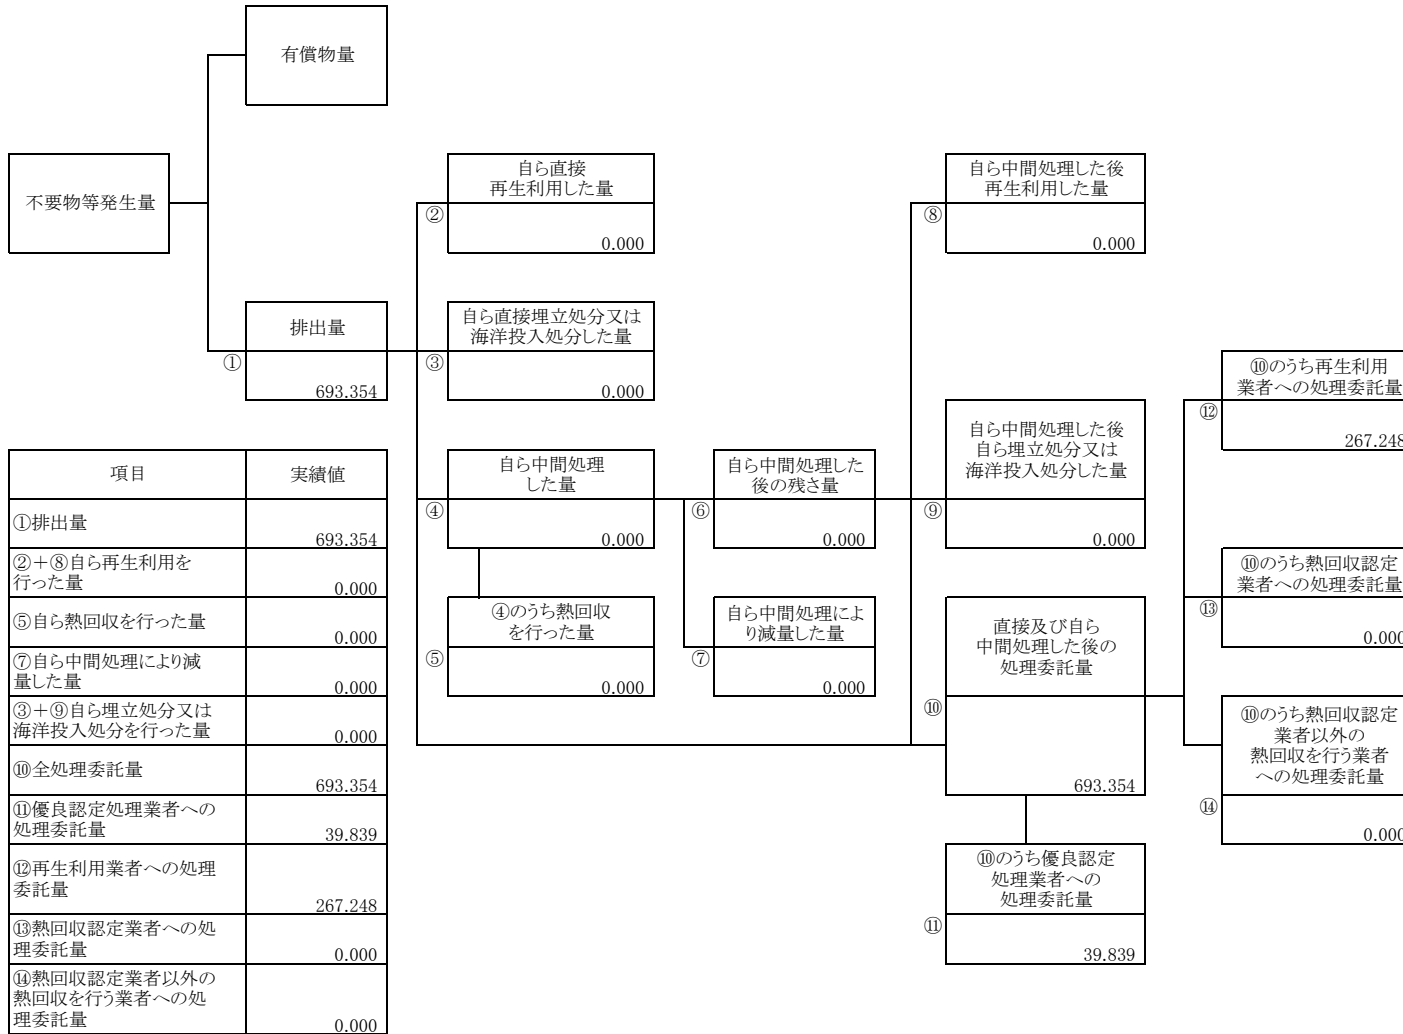 有償物量
不要物等発生量
自ら直接
再生利用した量
②
0.000
自ら中間処理した後
再生利用した量
⑧
0.000
排出量
①
693.354
自ら直接埋立処分又は
海洋投入処分した量
③
0.000
⑩のうち再生利用
業者への処理委託量
⑫
267.248
自ら中間処理
した量
④
0.000
自ら中間処理した
後の残さ量
⑥
0.000
自ら中間処理した後
自ら埋立処分又は
海洋投入処分した量
⑨
0.000
④のうち熱回収
を行った量
⑤
0.000
自ら中間処理によ
り減量した量
⑦
0.000
直接及び自ら
中間処理した後の
処理委託量
⑩
693.354
⑩のうち熱回収認定
業者への処理委託量
⑬
0.000
⑩のうち熱回収認定
業者以外の
熱回収を行う業者
への処理委託量
⑭
0.000
⑩のうち優良認定
処理業者への
処理委託量
⑪
39.839
項目 実績値
①排出量
693.354
②+⑧自ら再生利用を
行った量 0.000
⑤自ら熱回収を行った量
0.000
⑦自ら中間処理により減
量した量 0.000
③+⑨自ら埋立処分又は
海洋投入処分を行った量 0.000
⑩全処理委託量
693.354
⑪優良認定処理業者への
処理委託量 39.839
⑫再生利用業者への処理
委託量
267.248
⑬熱回収認定業者への処
理委託量 0.000
⑭熱回収認定業者以外の
熱回収を行う業者への処
理委託量 0.000